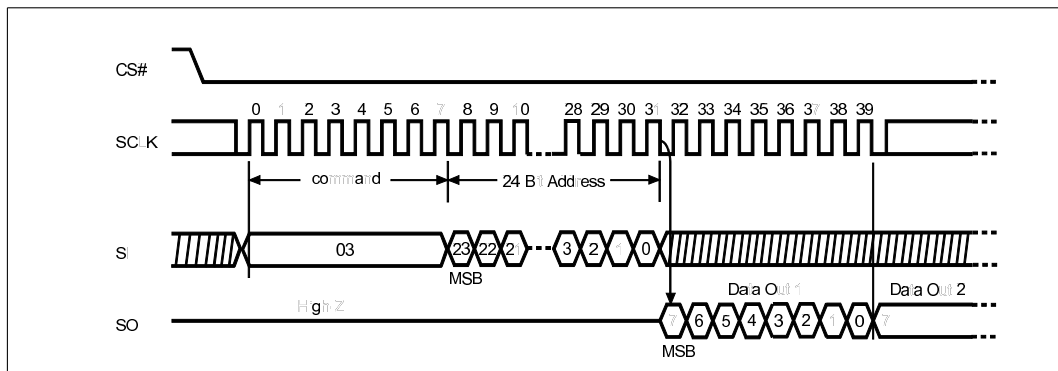 CS#
0 1 2 3 4 5 6 7 8 9 10 28 29 30 31 32 33 34 35 36 37 38 39
SCLK
command 24 Bit Address
SI 03 23 22 21 3 2 1 0
MSB
High-Z Data Out 1 Data Out 2
SO 7 6 5 4 3 2 1 0 7
MSB